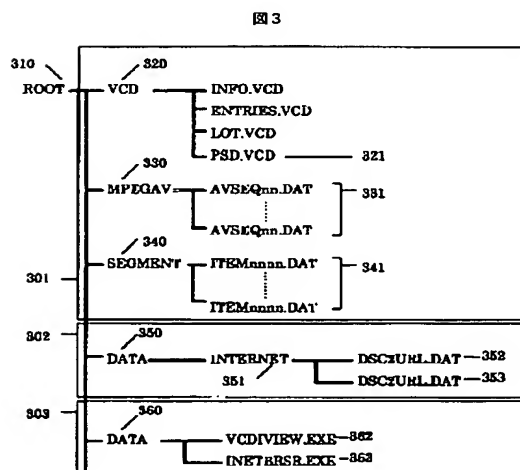 図3
310 320
ROOT VCD INFO.VCD
ENTRIES.VCD
LOT.VCD
PSD.VCD 321
330
MPEGAV AVSEQnn.DAT 331
AVSEQnn.DAT
340
SEGMENT ITEMnnnn.DAT 341
301
ITEMnnnn.DAT
302 350
DATA INTERNET DSC2URL.DAT 352
351 DSC2URL.DAT 353
303 360
DATA VCDIVIEW.EXE 362
INETBRSR.EXE 363